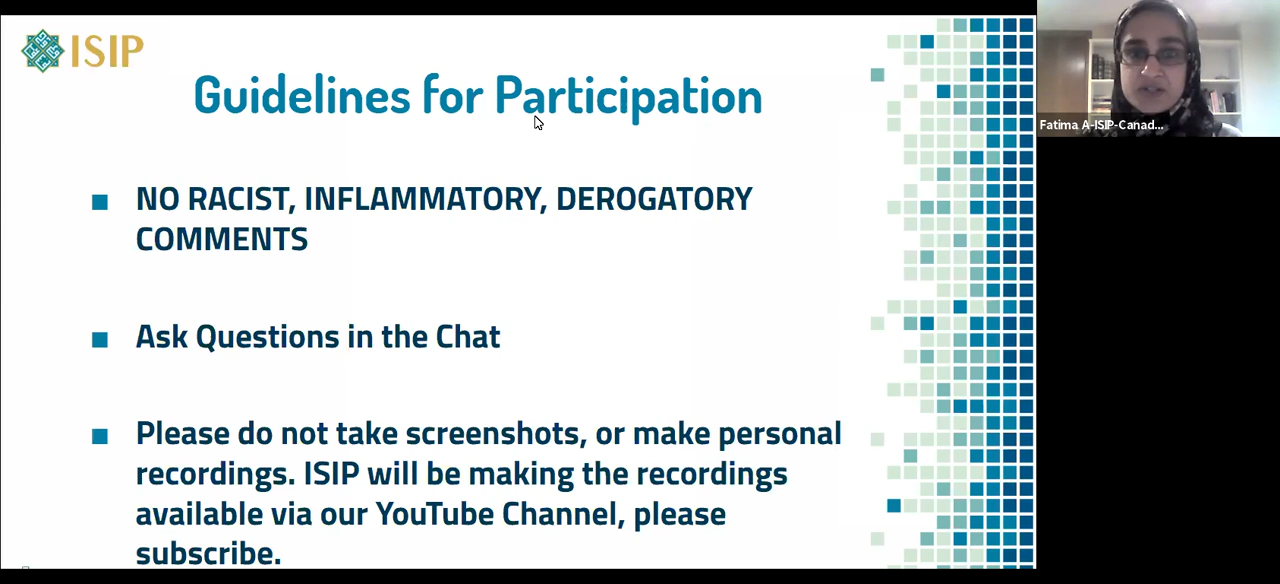 ISIP
Guidelines for Participation
■ NO RACIST, INFLAMMATORY, DEROGATORY
COMMENTS
■ Ask Questions in the Chat
■ Please do not take screenshots, or make personal
recordings. ISIP will be making the recordings
available via our YouTube Channel, please
subscribe.
Fatima A-ISIP-Canad...